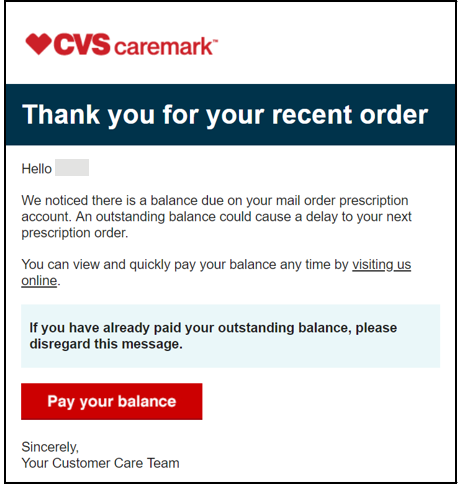 CVS caremark™
Thank you for your recent order
Hello
We noticed there is a balance due on your mail order prescription
account. An outstanding balance could cause a delay to your next
prescription order.
You can view and quickly pay your balance any time by visiting us
online.
If you have already paid your outstanding balance, please
disregard this message.
Pay your balance
Sincerely,
Your Customer Care Team